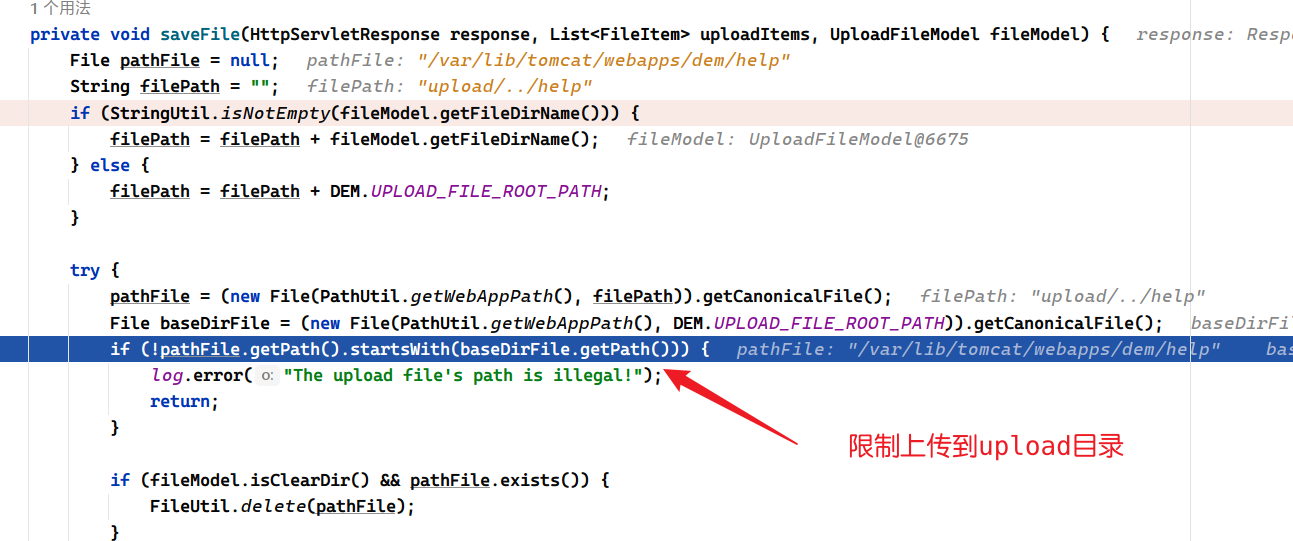 1 个用法
private void saveFile(HttpServletResponse response, List<FileItem> uploadItems, UploadFileModel fileModel) { response: Resp
File pathFile = null; pathFile: "/var/lib/tomcat/webapps/dem/help"
String filePath = ""; filePath: "upload/../help"
if (StringUtil.isNotEmpty(fileModel.getFileDirName())) {
filePath = filePath + fileModel.getFileDirName(); fileModel: UploadFileModel@6675
} else {
filePath = filePath + DEM.UPLOAD_FILE_ROOT_PATH;
}
try {
pathFile = (new File(PathUtil.getWebAppPath(), filePath)).getCanonicalFile(); filePath: "upload/../help"
File baseDirFile = (new File(PathUtil.getWebAppPath(), DEM.UPLOAD_FILE_ROOT_PATH)).getCanonicalFile(); baseDirFil
if (!pathFile.getPath().startsWith(baseDirFile.getPath())) { pathFile: "/var/lib/tomcat/webapps/dem/help" bas
log.error( o: "The upload file's path is illegal!");
return;
}
限制上传到upload目录
if (fileModel.isClearDir() && pathFile.exists()) {
FileUtil.delete(pathFile);
}